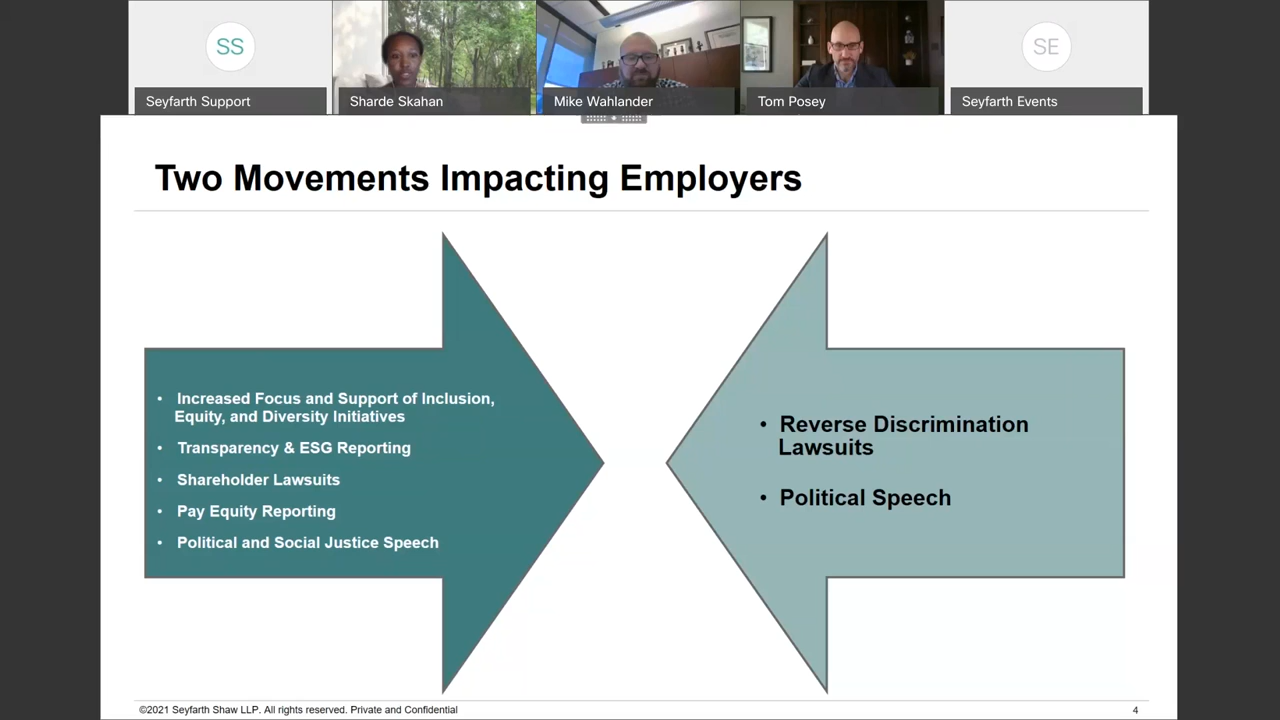 SS
SE
Seyfarth Support
Sharde Skahan
Mike Wahlander
Tom Posey
Seyfarth Events
Two Movements Impacting Employers
• Increased Focus and Support of Inclusion,
Equity, and Diversity Initiatives
• Transparency & ESG Reporting
• Shareholder Lawsuits
• Pay Equity Reporting
• Political and Social Justice Speech
• Reverse Discrimination
Lawsuits
• Political Speech
©2021 Seyfarth Shaw LLP. All rights reserved. Private and Confidential
4